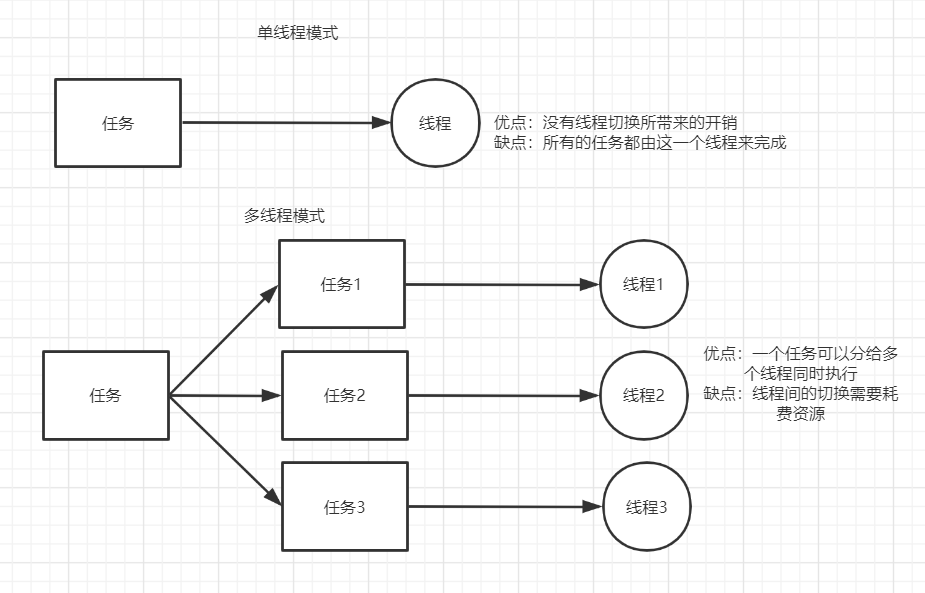 单线程模式
任务
线程
优点：没有线程切换所带来的开销
缺点：所有的任务都由这一个线程来完成
多线程模式
任务1
线程1
任务
任务2
线程2
优点：一个任务可以分给多
个线程同时执行
缺点：线程间的切换需要耗
费资源
任务3
线程3